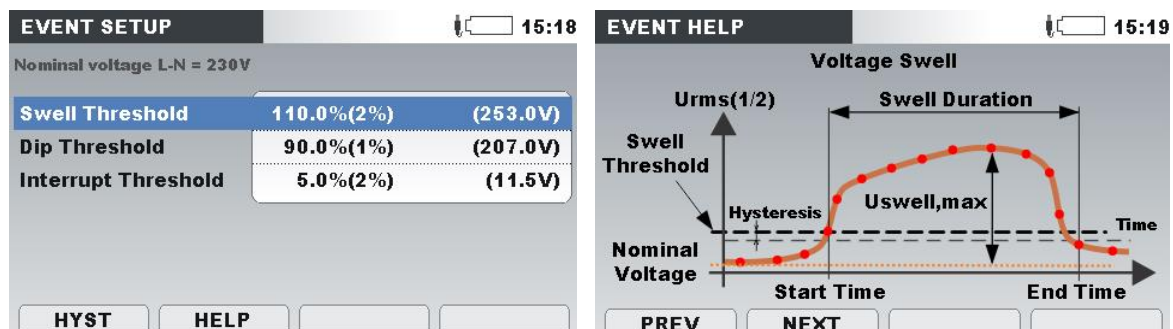 EVENT SETUP 15:18
Nominal voltage L-N = 230V
Swell Threshold 110.0%(2%) (253.0V)
Dip Threshold 90.0%(1%) (207.0V)
Interrupt Threshold 5.0%(2%) (11.5V)
HYST HELP
EVENT HELP 15:19
Voltage Swell
Urms(1/2)
Swell Duration
Swell
Threshold
Hysteresis
Uswell,max
Time
Nominal
Voltage
Start Time
End Time
PREV NEXT